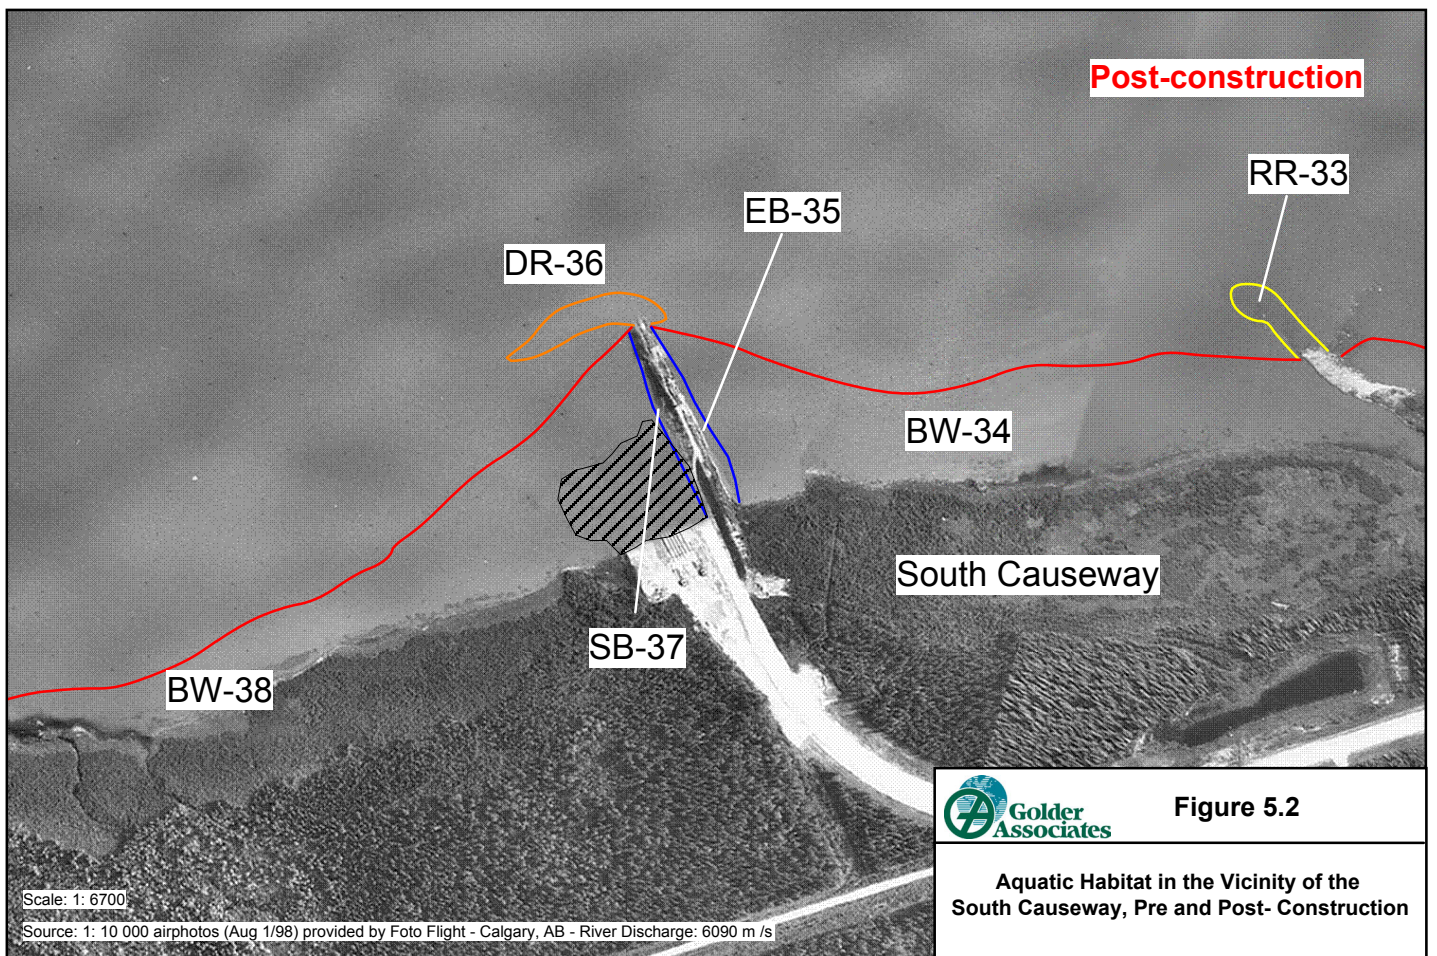 Post-construction
RR-33
EB-35
DR-36
BW-34
South Causeway
SB-37
BW-38
Golder
Associates
Figure 5.2
Aquatic Habitat in the Vicinity of the
South Causeway, Pre and Post- Construction
Scale: 1: 6700
Source: 1: 10 000 airphotos (Aug 1/98) provided by Foto Flight - Calgary, AB - River Discharge: 6090 m /s